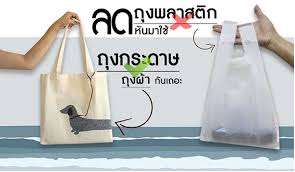 ลด ถุงพลาสติก
หันมาใช้
ถุงกระดาษ
ถุงผ้า กันเถอะ